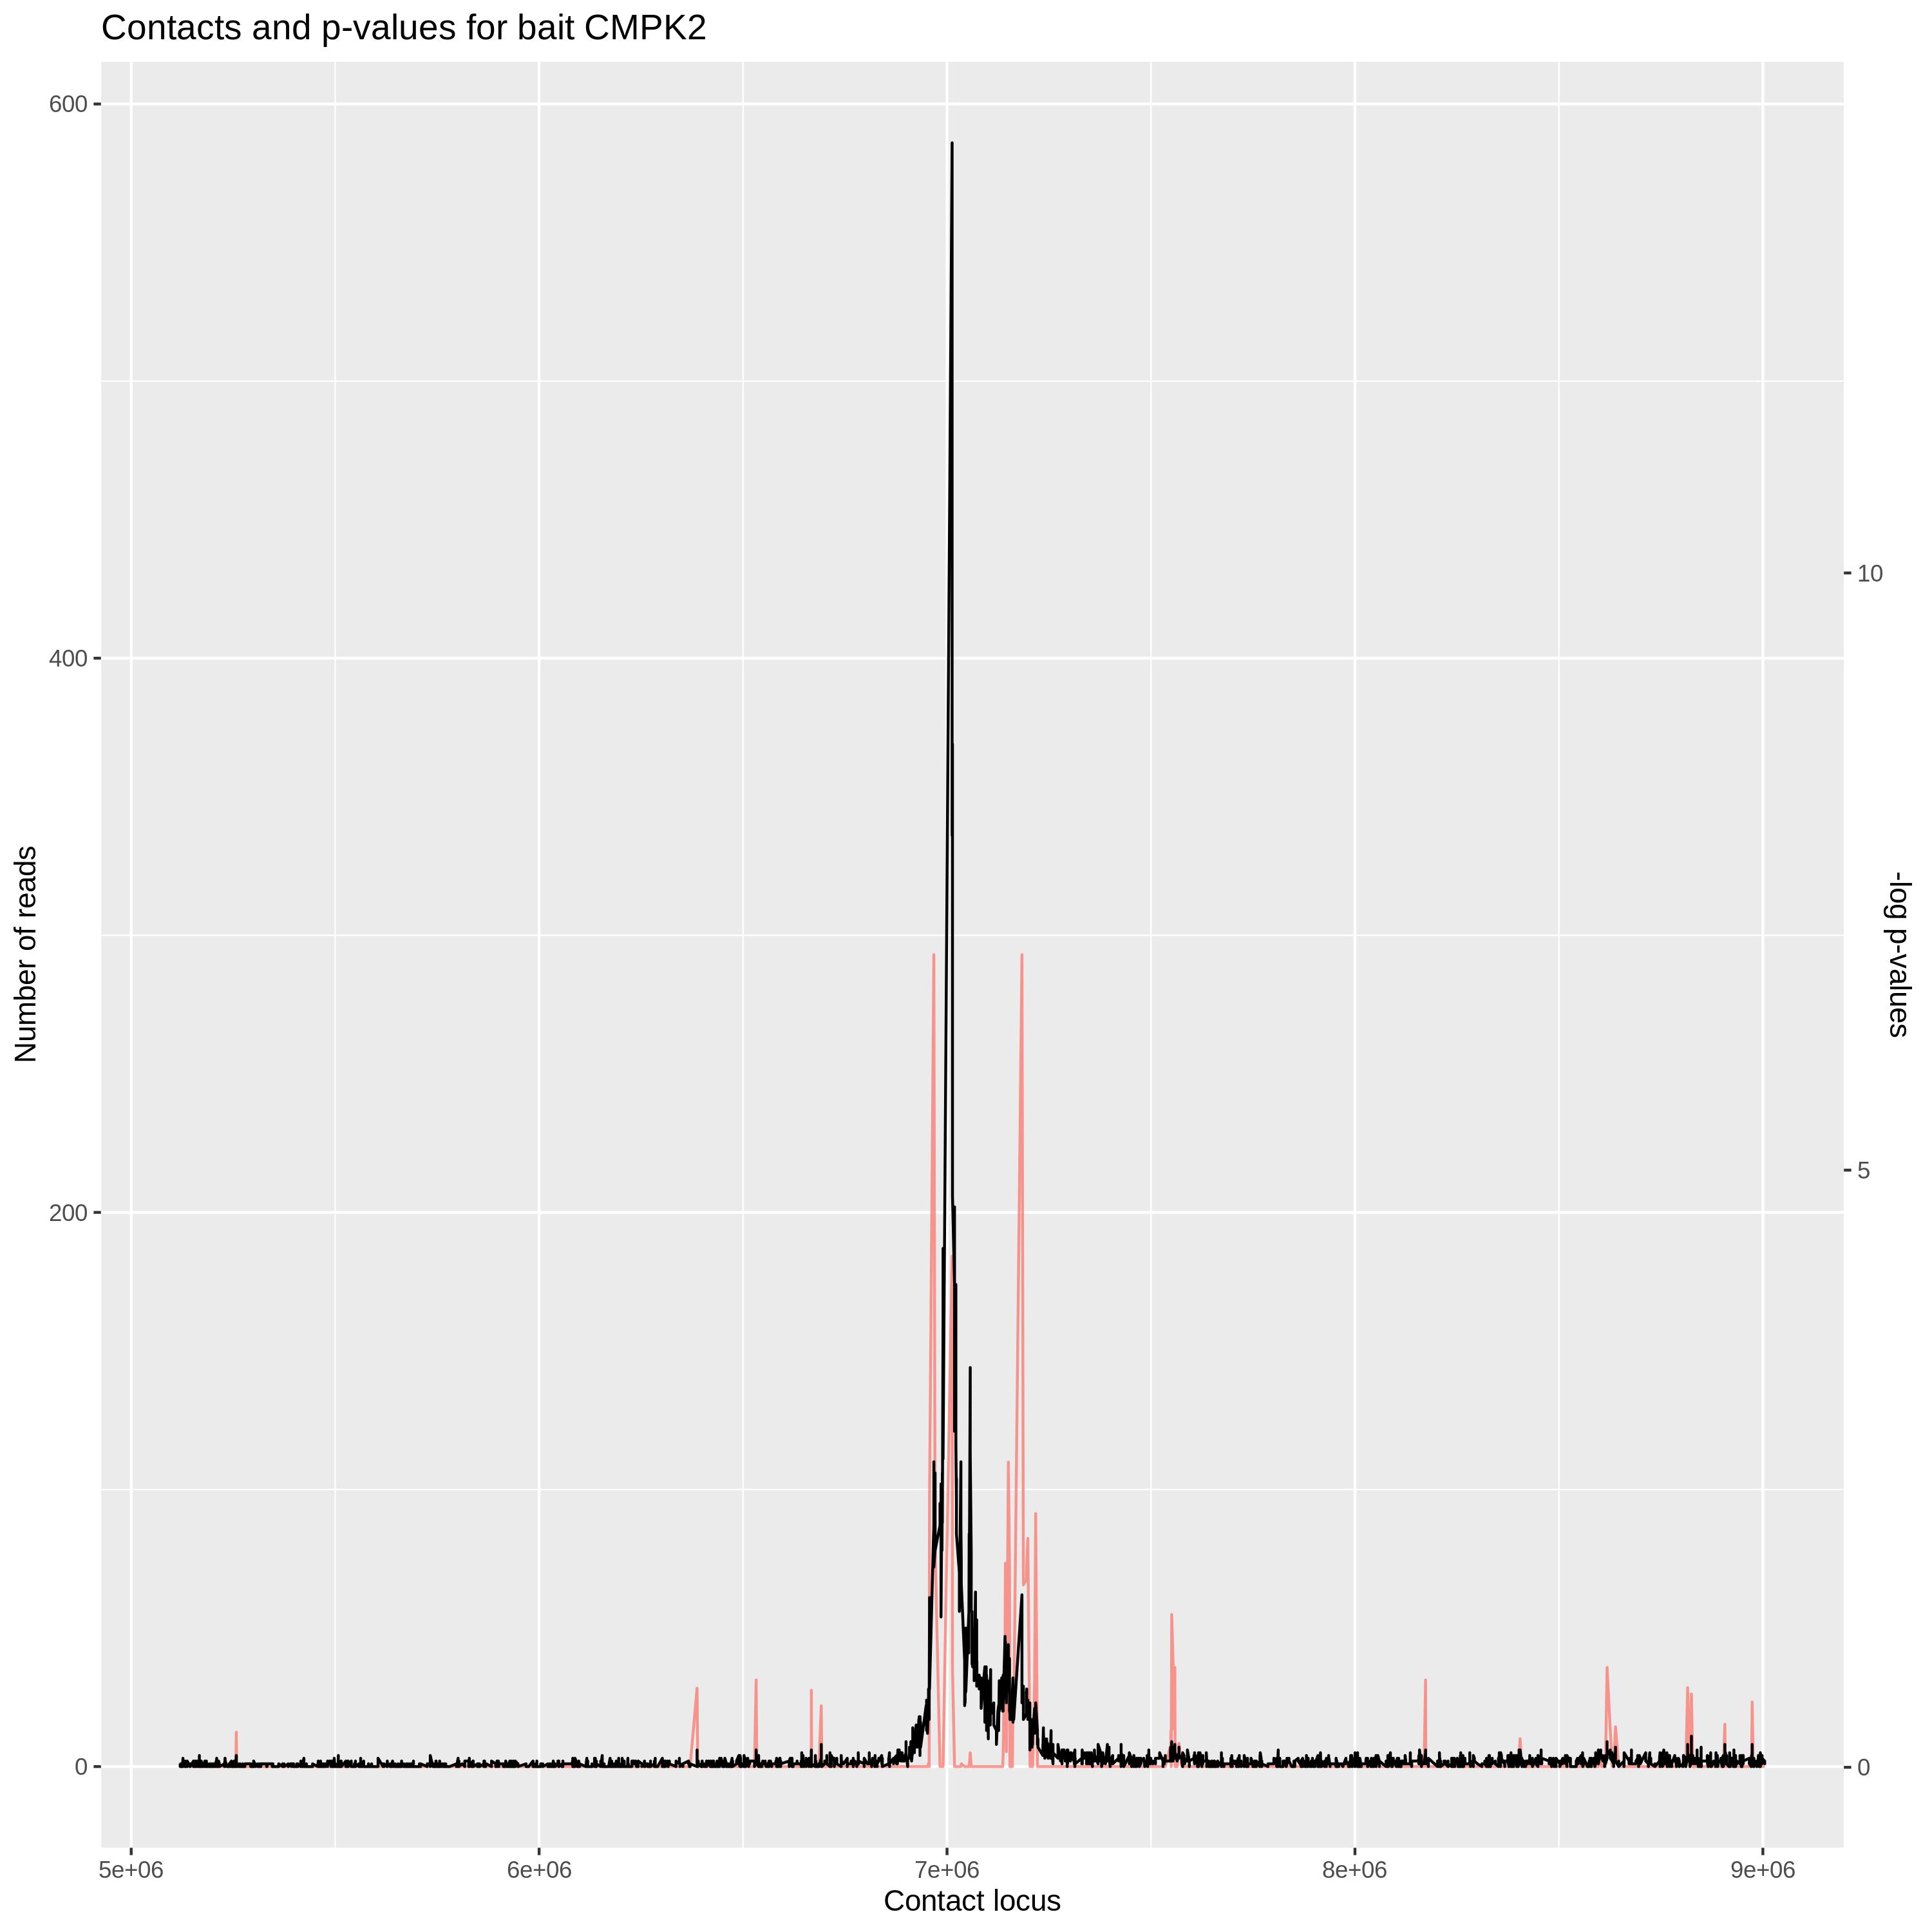 Contacts and p-values for bait CMPK2
600
400
200
0
Number of reads
10
5
0
-log p-values
5e+06
6e+06
7e+06
8e+06
9e+06
Contact locus